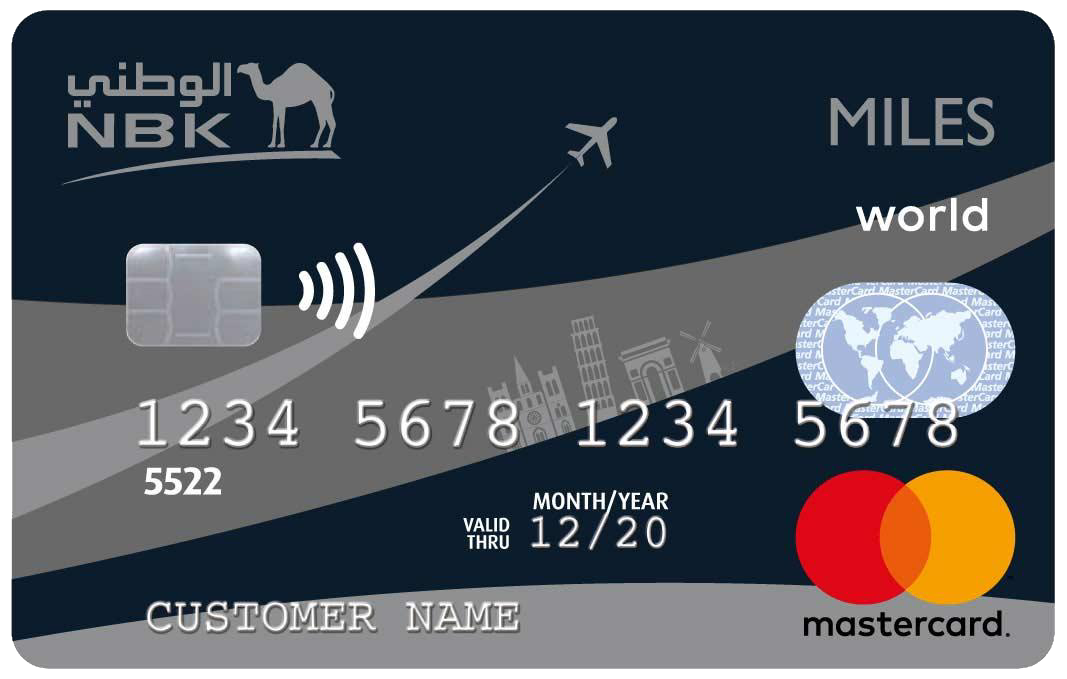 الوطني
NBK
MILES
world
1234 5678 1234 5678
5522
MONTH/YEAR
VALID THRU 12/20
CUSTOMER NAME
mastercard.